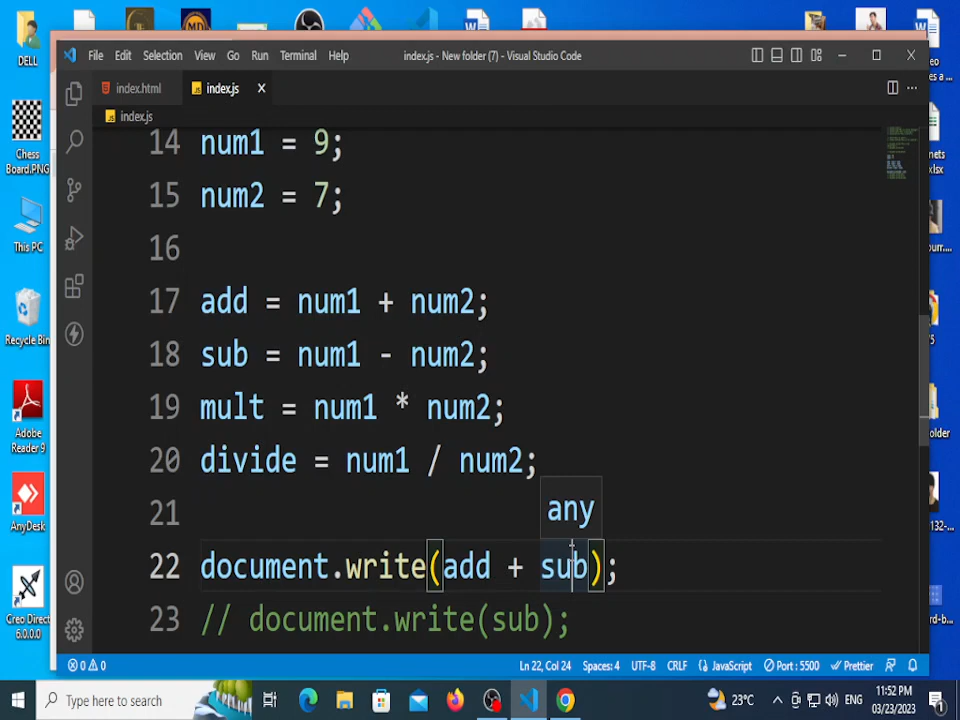 DELL
File Edit Selection View Go Run Terminal Help
index.js - New folder (7) - Visual Studio Code
index.html
index.js
index.js
14 num1 = 9;
15 num2 = 7;
16
17 add = num1 + num2;
18 sub = num1 - num2;
19 mult = num1 * num2;
20 divide = num1 / num2;
21
any
22 document.write(add + sub);
23 // document.write(sub);
Chess
Board.PNG
This PC
Recycle Bin
Adobe
Reader 9
AnyDesk
Creo Direct
6.0.0.0
0 0
Ln 22, Col 24 Spaces: 4 UTF-8 CRLF JavaScript Port : 5500 Prettier
Type here to search
23°C
ENG
11:52 PM
03/23/2023